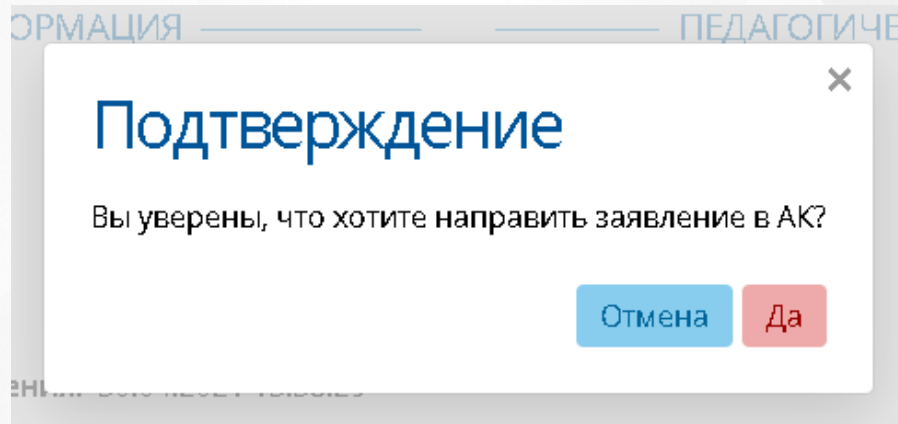 ОРМАЦИЯ ПЕДАГОГИЧЕ
×
Подтверждение
Вы уверены, что хотите направить заявление в АК?
Отмена Да